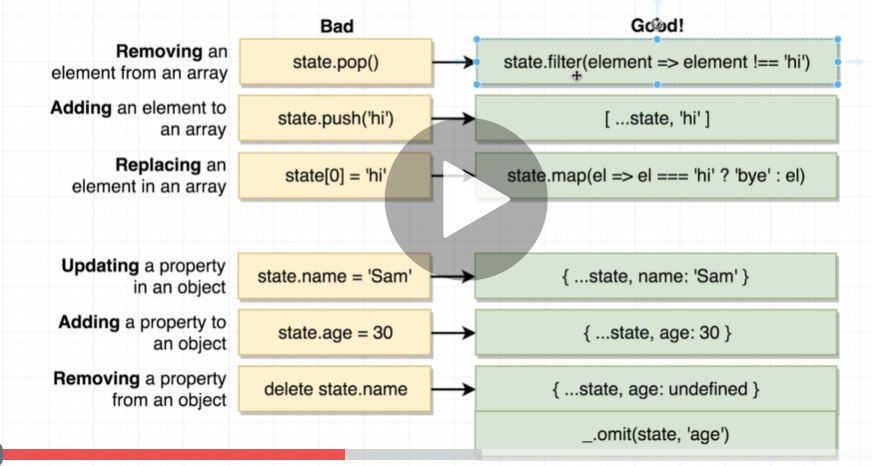 Bad
Good!
Removing an
element from an array
state.pop()
state.filter(element => element !== 'hi')
Adding an element to
an array
state.push('hi')
[ ...state, 'hi' ]
Replacing an
element in an array
state[0] = 'hi'
state.map(el => el === 'hi' ? 'bye' : el)
Updating a property
in an object
state.name = 'Sam'
{ ...state, name: 'Sam' }
Adding a property to
an object
state.age = 30
{ ...state, age: 30 }
Removing a property
from an object
delete state.name
{ ...state, age: undefined }
_.omit(state, 'age')